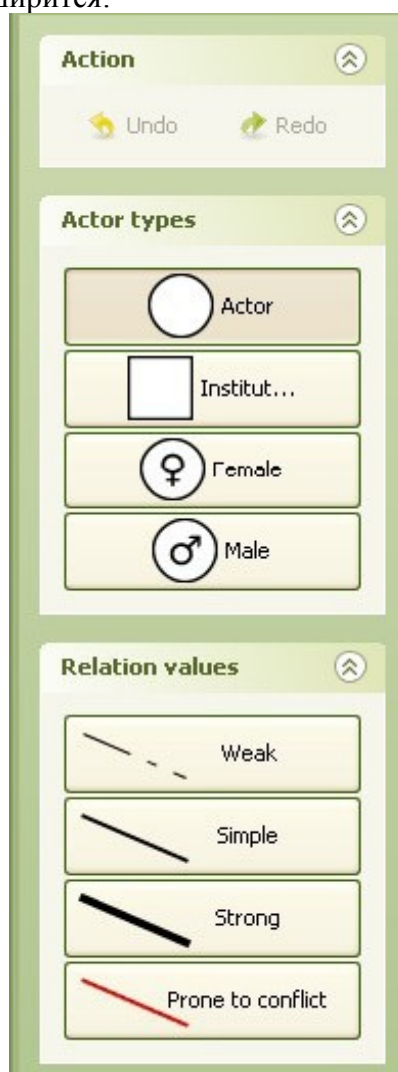 Action
Undo Redo
Actor types
Actor
Institut...
Female
Male
Relation values
Weak
Simple
Strong
Prone to conflict